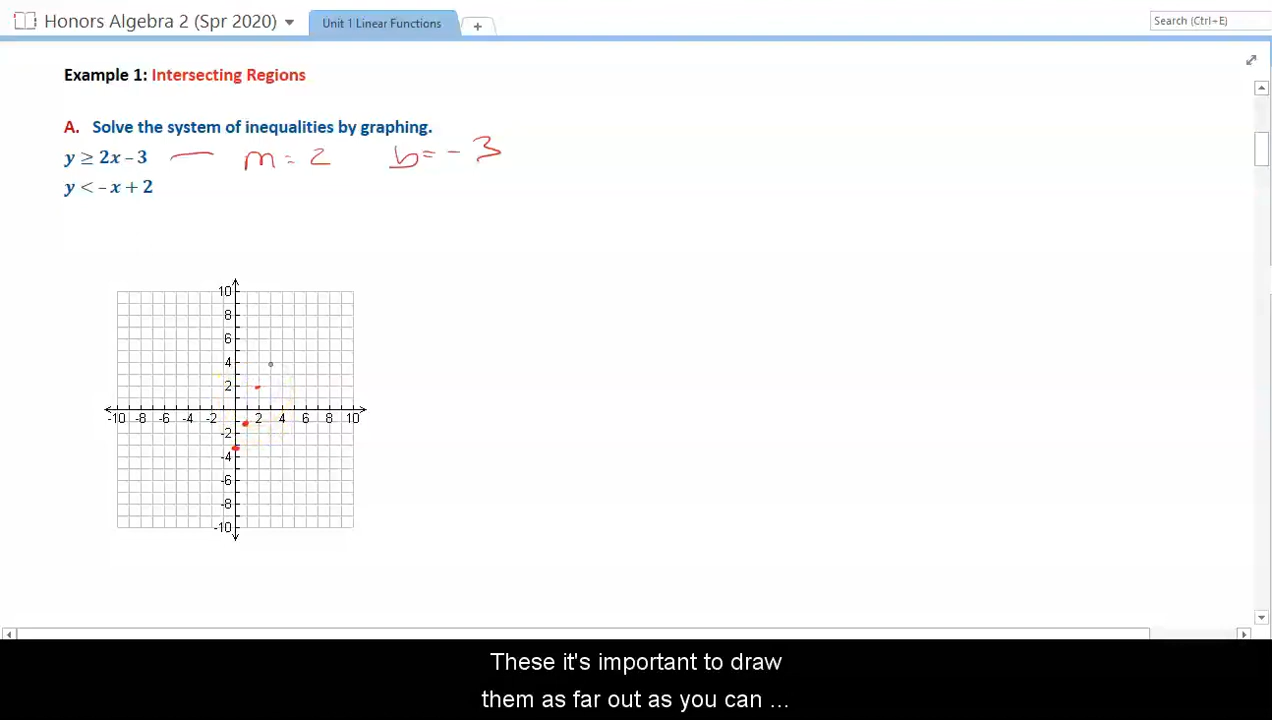 Honors Algebra 2 (Spr 2020)
Unit 1 Linear Functions
+
Search (Ctrl+E)
Example 1: Intersecting Regions
A. Solve the system of inequalities by graphing.
y ≥ 2x – 3 — m = 2 b = - 3
y < – x + 2
10
8
6
4
2
-10 -8 -6 -4 -2 2 4 6 8 10
-2
-4
-6
-8
-10
These it's important to draw
them as far out as you can ...